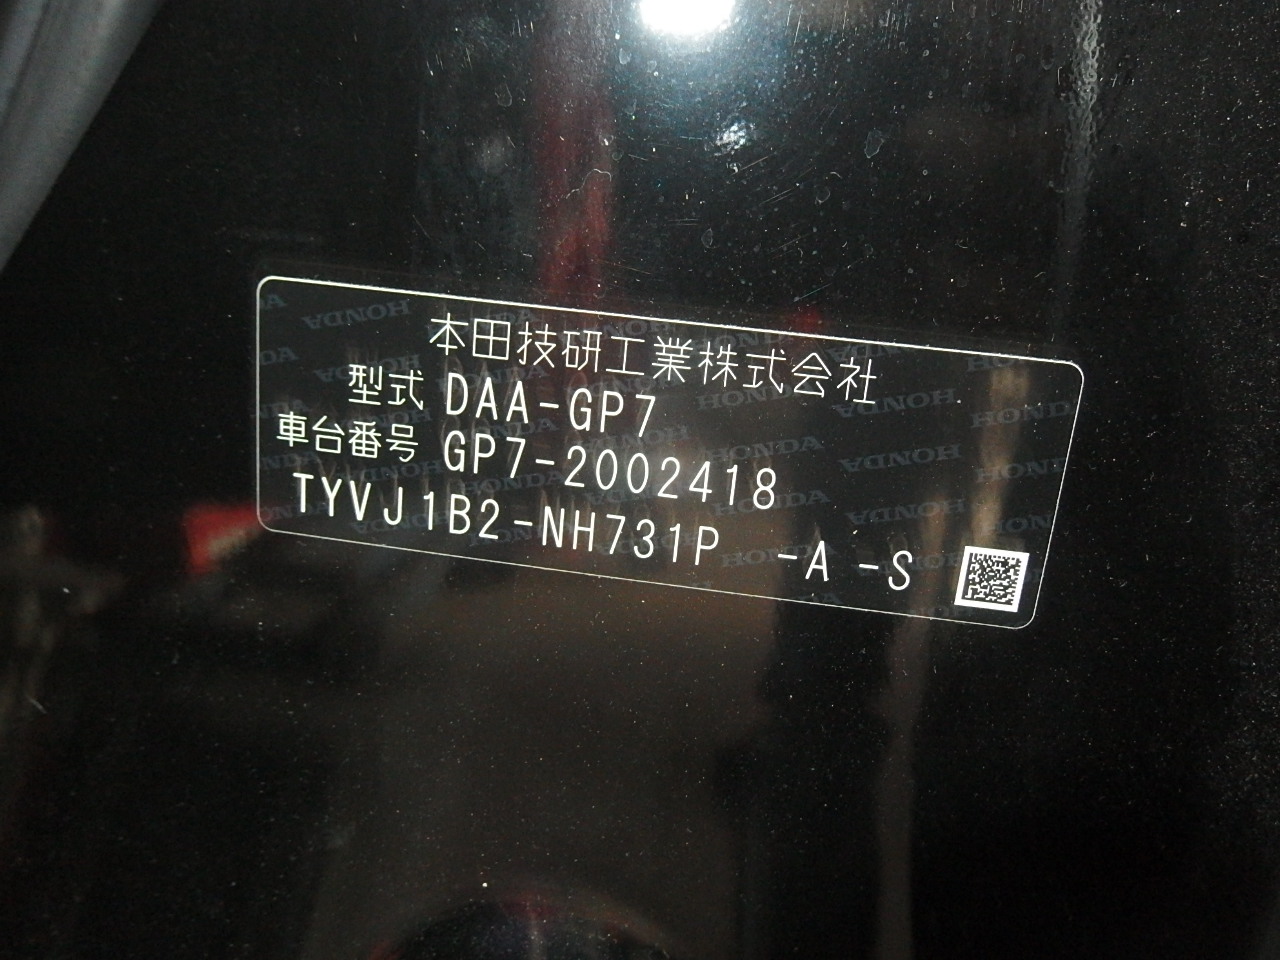 本田技研工業株式会社
型式 DAA-GP7
車台番号 GP7-2002418
TYVJ1B2-NH731P -A -S